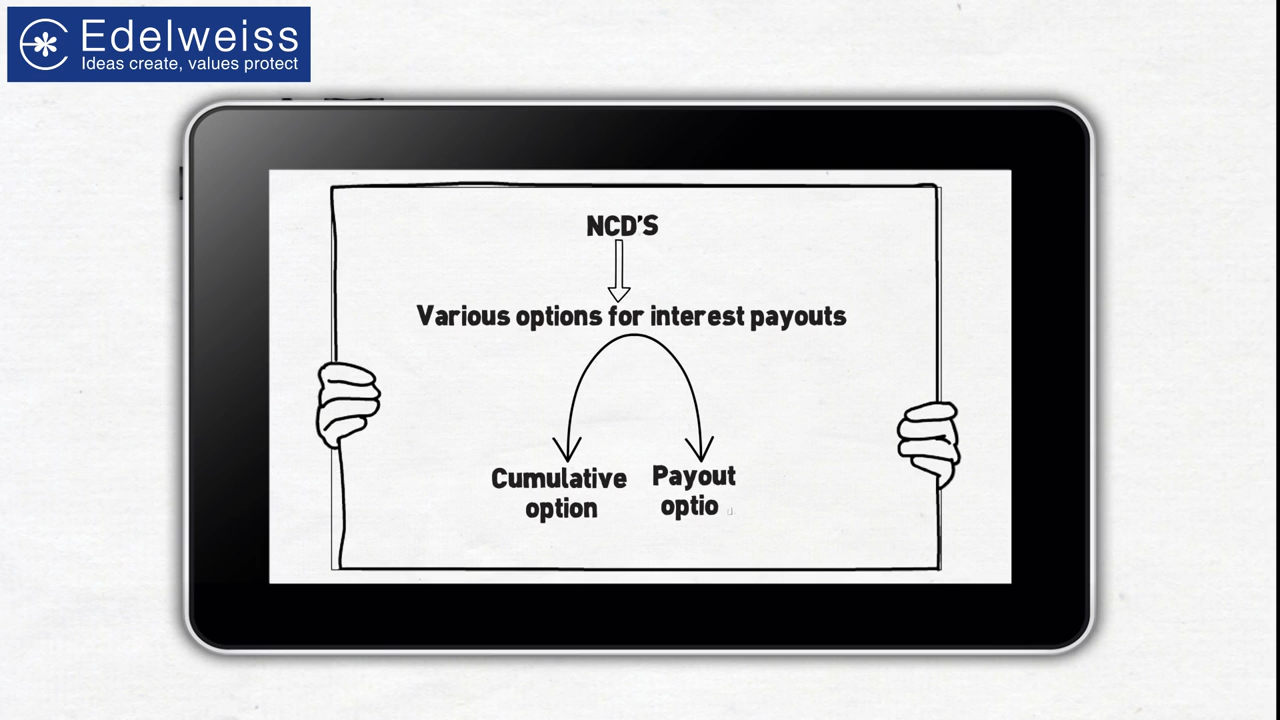 Edelweiss
Ideas create, values protect
NCD'S
Various options for interest payouts
Cumulative
option
Payout
optio